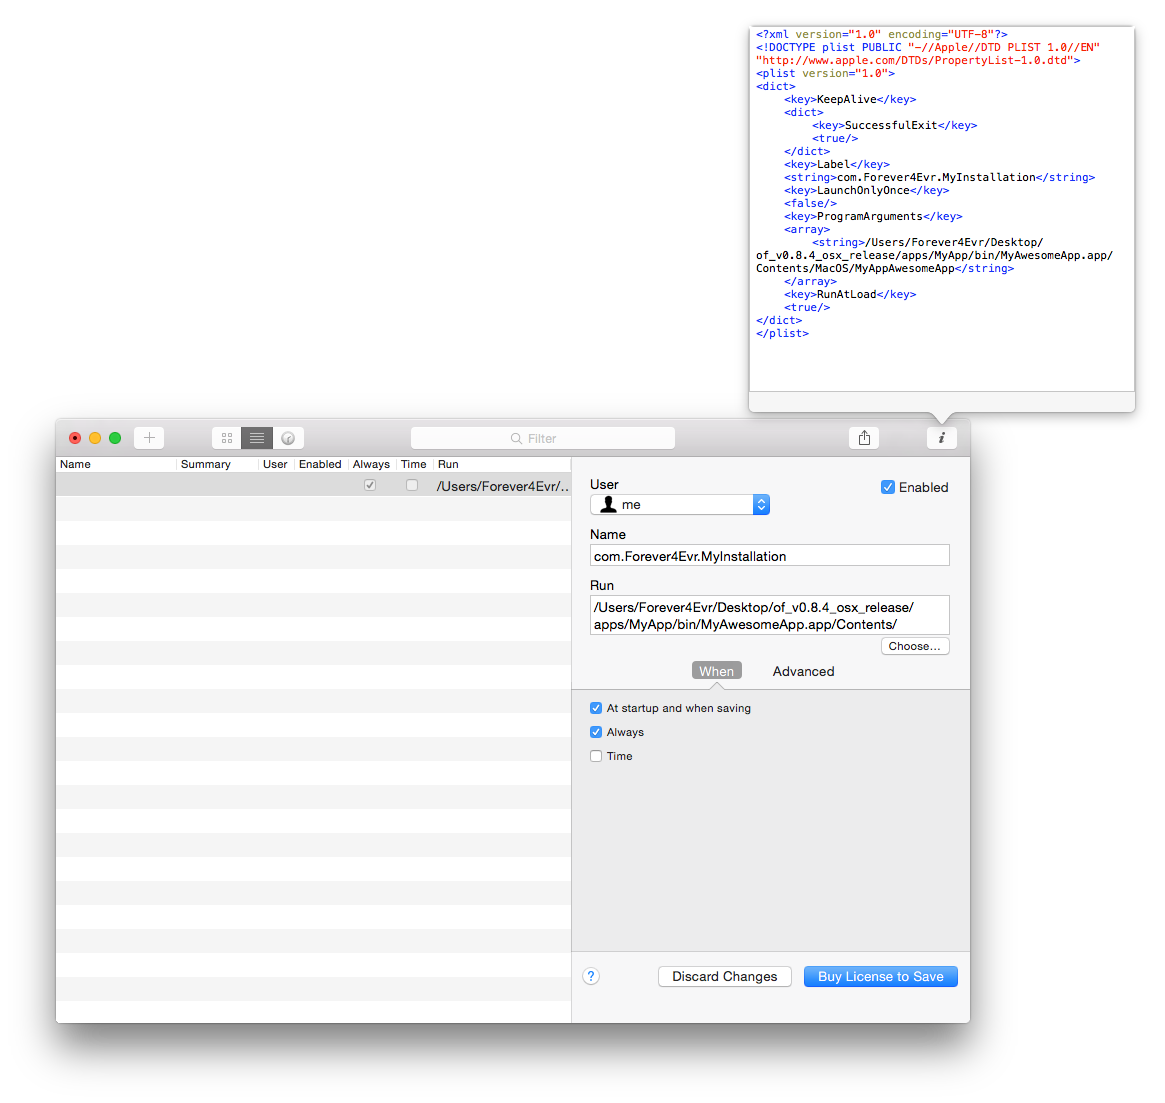 <?xml version="1.0" encoding="UTF-8"?>
<!DOCTYPE plist PUBLIC "-//Apple//DTD PLIST 1.0//EN"
"http://www.apple.com/DTDs/PropertyList-1.0.dtd">
<plist version="1.0">
<dict>
<key>KeepAlive</key>
<dict>
<key>SuccessfulExit</key>
<true/>
</dict>
<key>Label</key>
<string>com.Forever4Evr.MyInstallation</string>
<key>LaunchOnlyOnce</key>
<false/>
<key>ProgramArguments</key>
<array>
<string>/Users/Forever4Evr/Desktop/
of_v0.8.4_osx_release/apps/MyApp/bin/MyAwesomeApp.app/
Contents/MacOS/MyAppAwesomeApp</string>
</array>
<key>RunAtLoad</key>
<true/>
</dict>
</plist>
Filter
i
Name Summary User Enabled Always Time Run
/Users/Forever4Evr/...
User
Enabled
me
Name
com.Forever4Evr.MyInstallation
Run
/Users/Forever4Evr/Desktop/of_v0.8.4_osx_release/
apps/MyApp/bin/MyAwesomeApp.app/Contents/
Choose...
When Advanced
At startup and when saving
Always
Time
? Discard Changes Buy License to Save